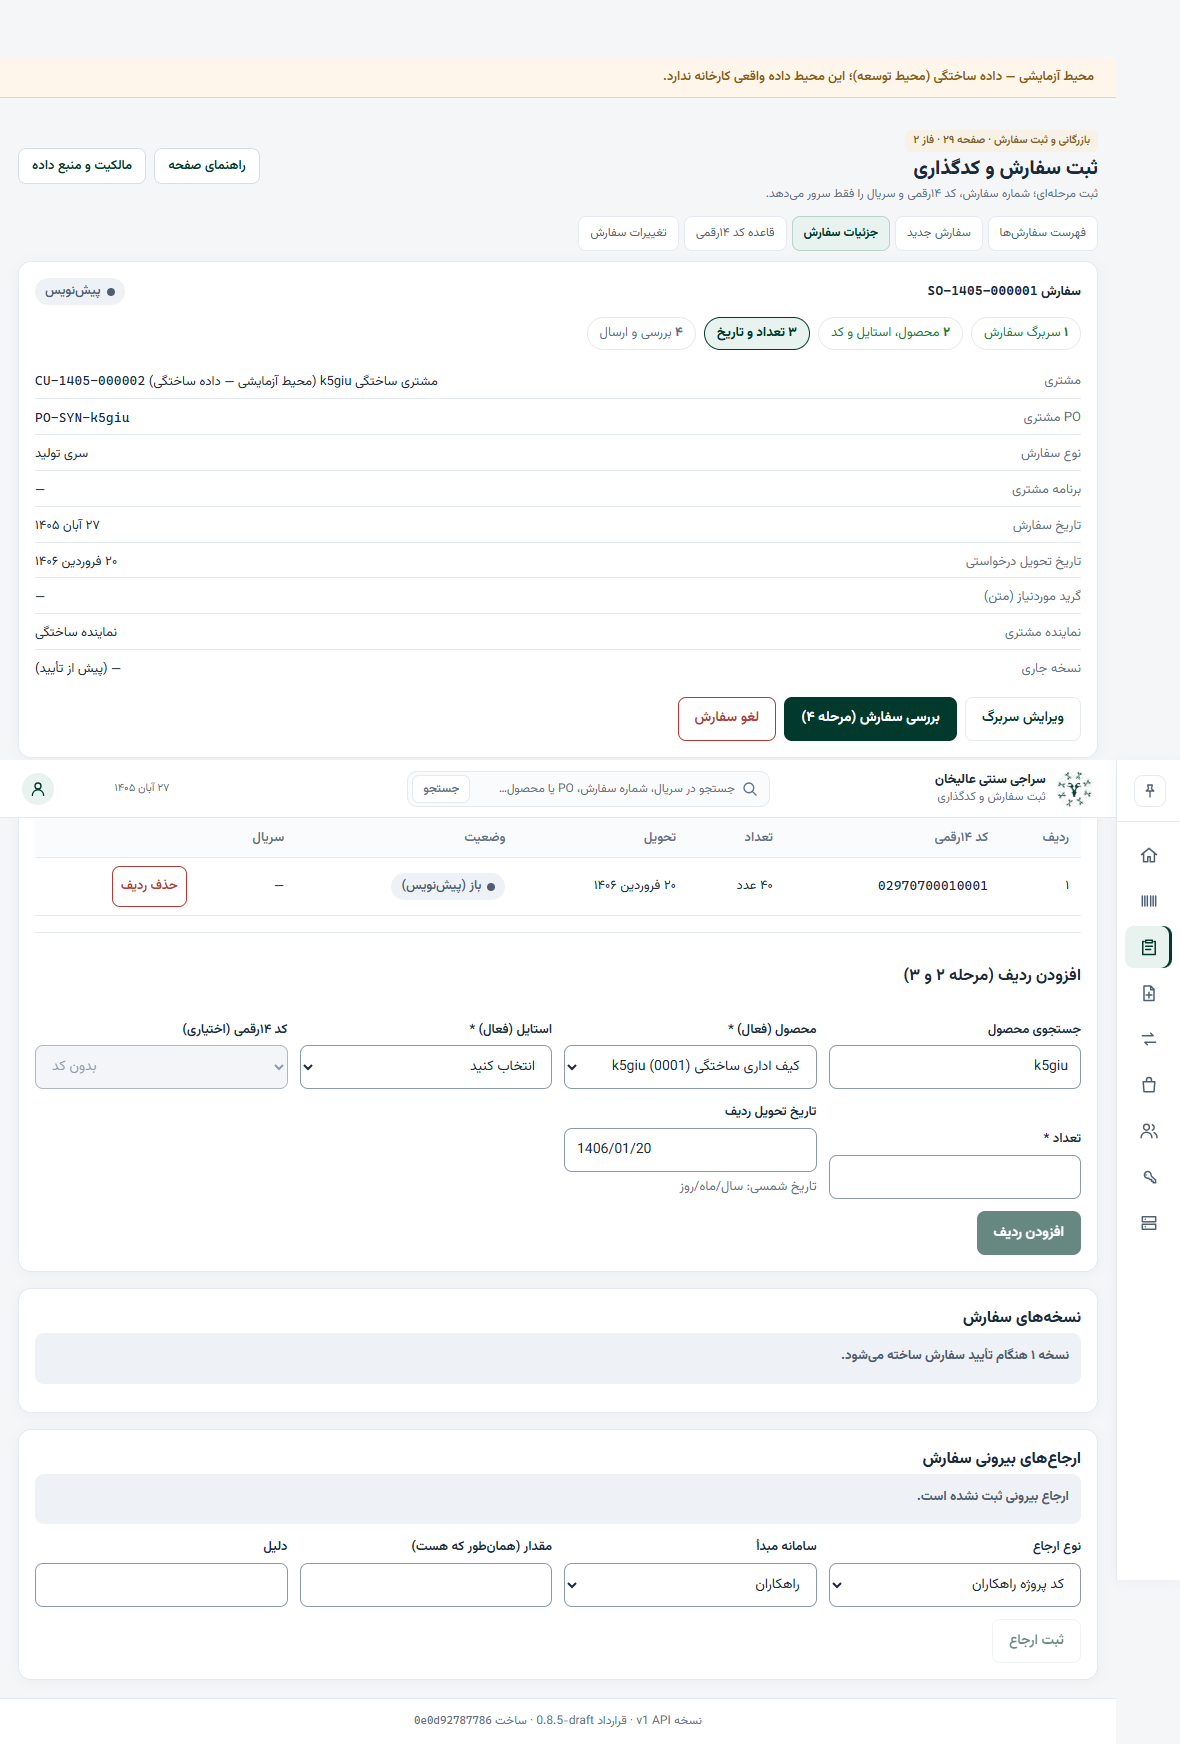 محیط آزمایشی — داده ساختگی (محیط توسعه)؛ این محیط داده واقعی کارخانه ندارد.
بازرگانی و ثبت سفارش · صفحه ۲۹ · فاز ۲
ثبت سفارش و کدگذاری
ثبت مرحله‌ای؛ شماره سفارش، کد ۱۴رقمی و سریال را فقط سرور می‌دهد.
راهنمای صفحه
مالکیت و منبع داده
فهرست سفارش‌ها
سفارش جدید
جزئیات سفارش
قاعده کد ۱۴رقمی
تغییرات سفارش
سفارش SO-1405-000001
پیش‌نویس
۱ سربرگ سفارش
۲ محصول، استایل و کد
۳ تعداد و تاریخ
۴ بررسی و ارسال
مشتری
مشتری ساختگی k5giu (محیط آزمایشی — داده ساختگی) CU-1405-000002
PO مشتری
PO-SYN-k5giu
نوع سفارش
سری تولید
برنامه مشتری
—
تاریخ سفارش
۲۷ آبان ۱۴۰۵
تاریخ تحویل درخواستی
۲۰ فروردین ۱۴۰۶
گرید موردنیاز (متن)
—
نماینده مشتری
نماینده ساختگی
نسخه جاری
— (پیش از تأیید)
ویرایش سربرگ
بررسی سفارش (مرحله ۴)
لغو سفارش
سراجی سنتی عالیخان
ثبت سفارش و کدگذاری
جستجو در سریال، شماره سفارش، PO یا محصول...
جستجو
۲۷ آبان ۱۴۰۵
ردیف کد ۱۴رقمی تعداد تحویل وضعیت سریال
۱ 02970700010001 ۴۰ عدد ۲۰ فروردین ۱۴۰۶ باز (پیش‌نویس) — حذف ردیف
افزودن ردیف (مرحله ۲ و ۳)
جستجوی محصول
k5giu
محصول (فعال) *
کیف اداری ساختگی k5giu (0001)
استایل (فعال) *
انتخاب کنید
کد ۱۴رقمی (اختیاری)
بدون کد
تعداد *
تاریخ تحویل ردیف
1406/01/20
تاریخ شمسی: سال/ماه/روز
افزودن ردیف
نسخه‌های سفارش
نسخه ۱ هنگام تأیید سفارش ساخته می‌شود.
ارجاع‌های بیرونی سفارش
ارجاع بیرونی ثبت نشده است.
نوع ارجاع
کد پروژه راهکاران
سامانه مبدأ
راهکاران
مقدار (همان‌طور که هست)
دلیل
ثبت ارجاع
نسخه API v1 · قرارداد 0.8.5-draft · ساخت 0e0d92787786